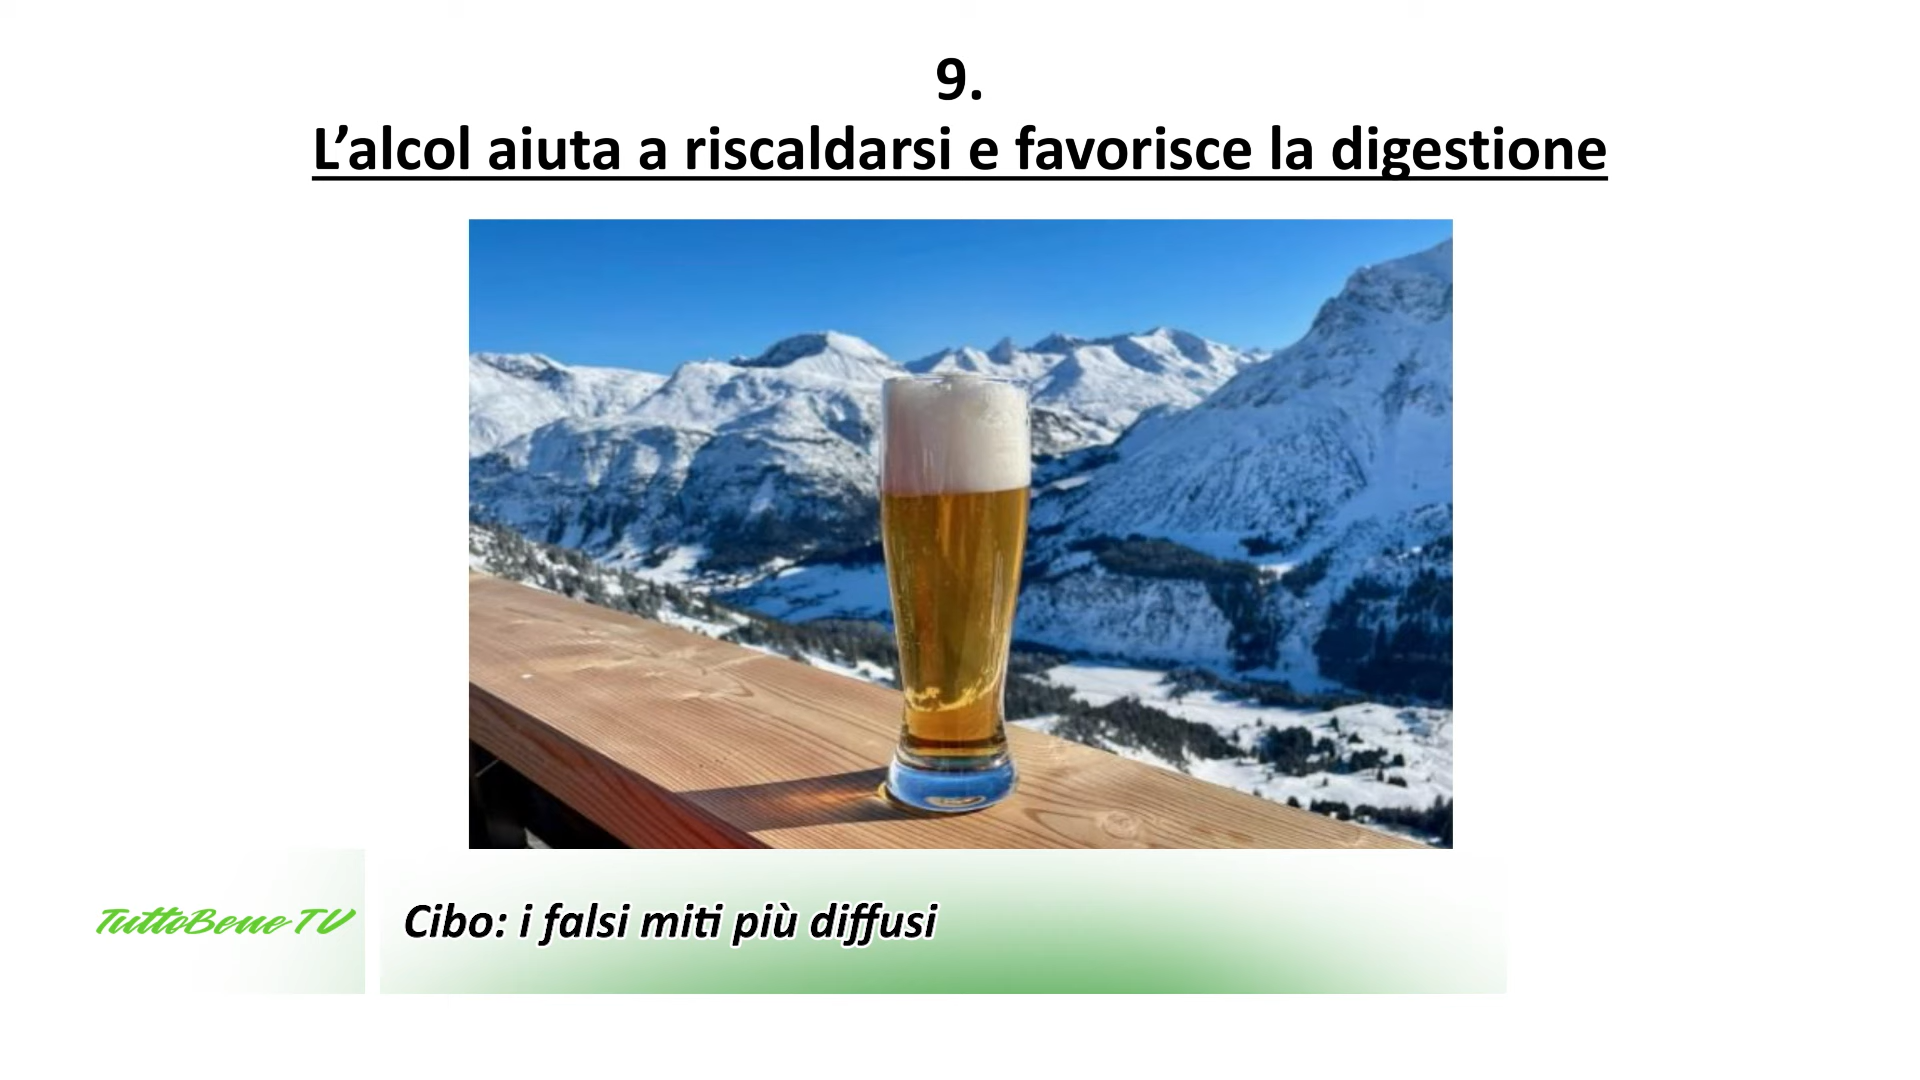 9.
L’alcol aiuta a riscaldarsi e favorisce la digestione
TuttoBene TV
Cibo: i falsi miti più diffusi